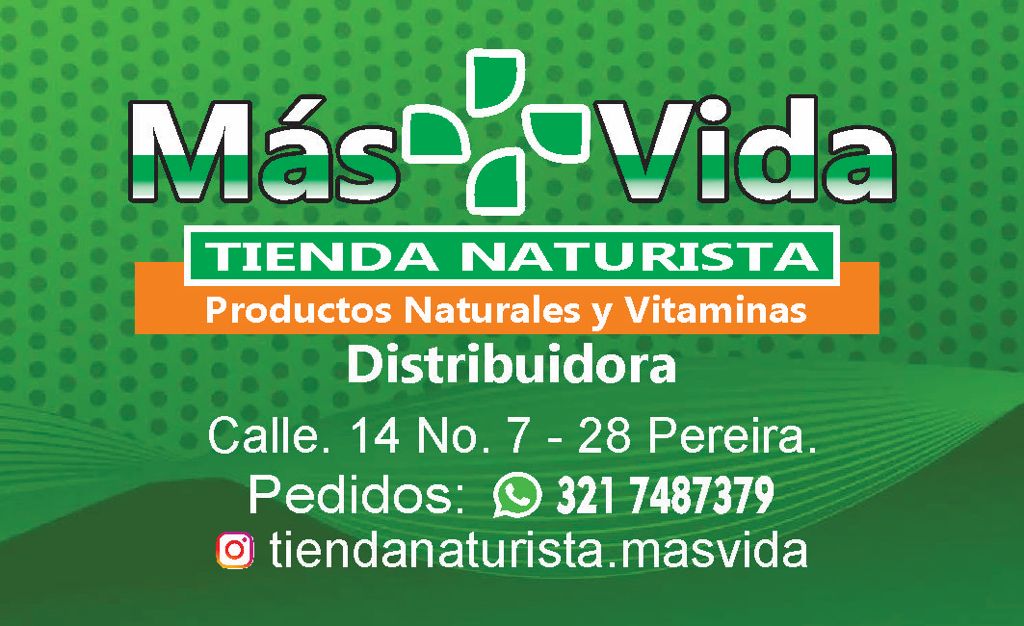 Más Vida
TIENDA NATURISTA
Productos Naturales y Vitaminas
Distribuidora
Calle. 14 No. 7 - 28 Pereira.
Pedidos: 321 7487379
tiendanaturista.masvida